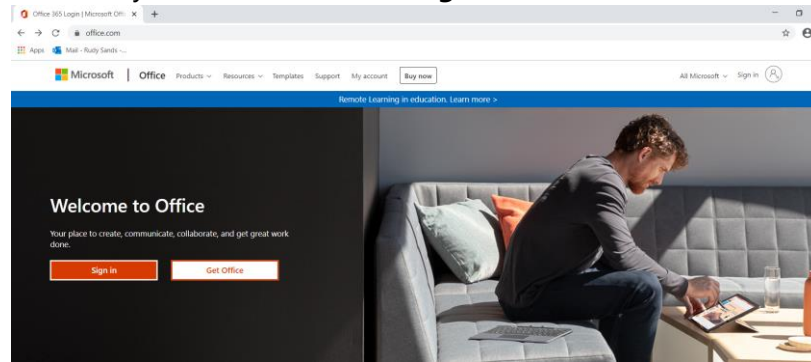 Office 365 Login | Microsoft Off
office.com
Apps Mail - Rudy Sands -...
Microsoft | Office Products Resources Templates Support My account Buy now All Microsoft Sign in
Remote Learning in education. Learn more >
Welcome to Office
Your place to create, communicate, collaborate, and get great work
done.
Sign in Get Office